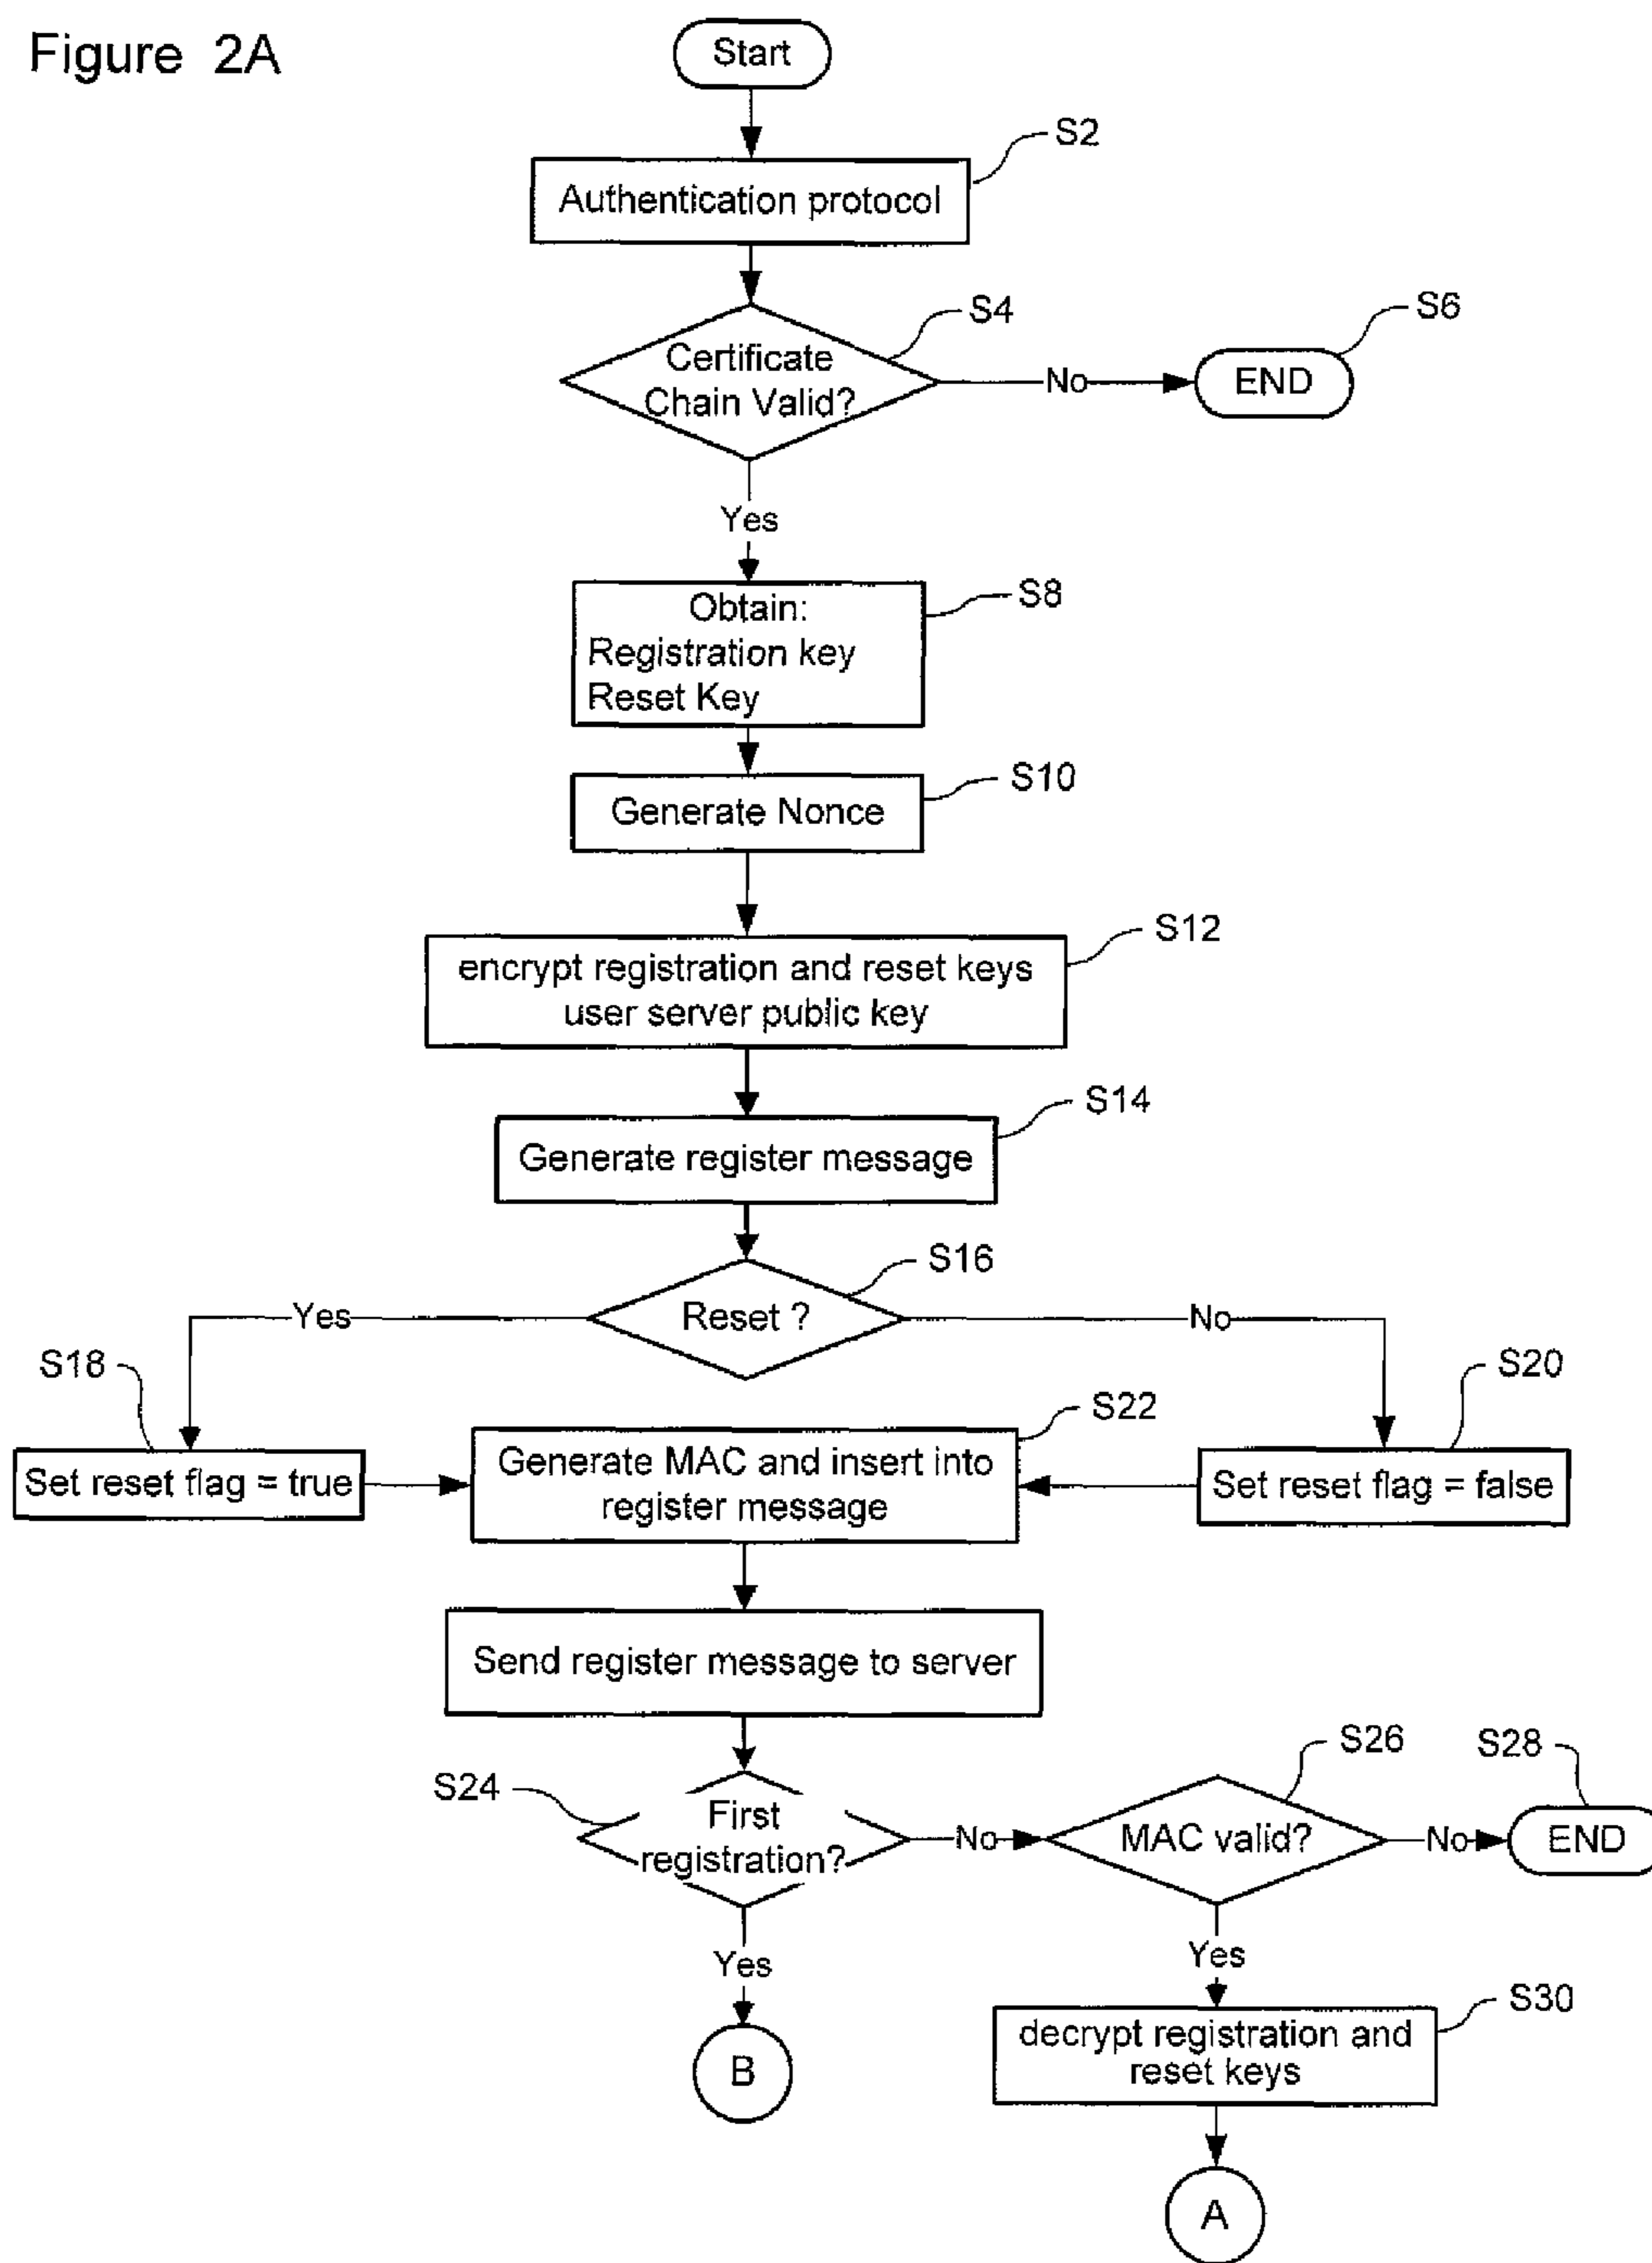 Figure 2A
Start
S2
Authentication protocol
S4
S6
Certificate
Chain Valid?
No
END
Yes
S8
Obtain:
Registration key
Reset Key
S10
Generate Nonce
S12
encrypt registration and reset keys
user server public key
S14
Generate register message
S16
Reset ?
Yes
No
S18
S20
S22
Set reset flag = true
Generate MAC and insert into
register message
Set reset flag = false
Send register message to server
S24
S26
S28
First
registration?
No
MAC valid?
No
END
Yes
Yes
S30
decrypt registration and
reset keys
B
A